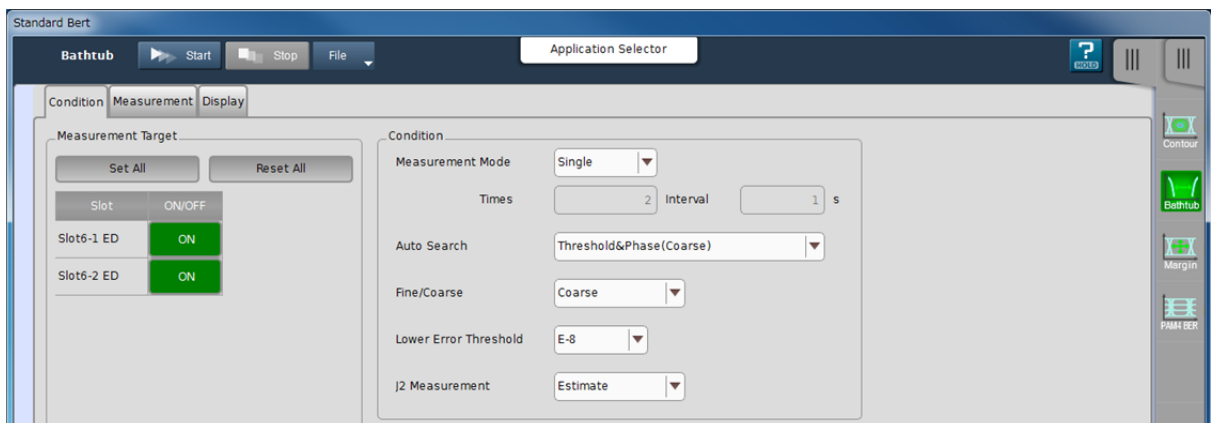 Standard Bert
Bathtub Start Stop File Application Selector ? HOLD
Condition Measurement Display
Measurement Target
Set All Reset All
Slot ON/OFF
Slot6-1 ED ON
Slot6-2 ED ON
Condition
Measurement Mode Single
Times 2 Interval 1 s
Auto Search Threshold&Phase(Coarse)
Fine/Coarse Coarse
Lower Error Threshold E-8
J2 Measurement Estimate
Contour
Bathtub
Margin
PAM4 BER